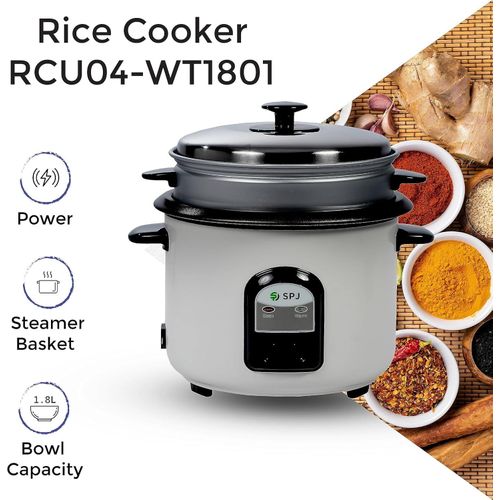 Rice Cooker
RCU04-WT1801
Power
Steamer
Basket
1.8L
Bowl
Capacity
SPJ